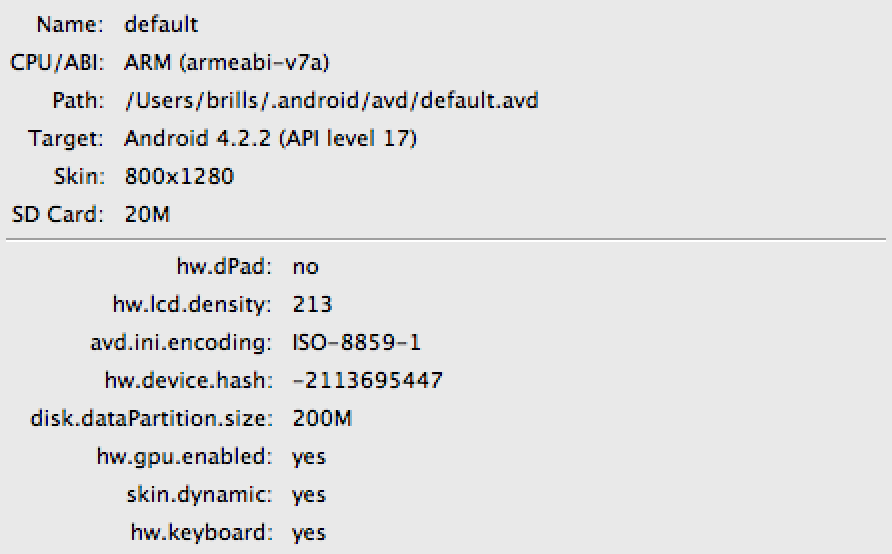 Name: default
CPU/ABI: ARM (armeabi-v7a)
Path: /Users/brills/.android/avd/default.avd
Target: Android 4.2.2 (API level 17)
Skin: 800x1280
SD Card: 20M
hw.dPad: no
hw.lcd.density: 213
avd.ini.encoding: ISO-8859-1
hw.device.hash: -2113695447
disk.dataPartition.size: 200M
hw.gpu.enabled: yes
skin.dynamic: yes
hw.keyboard: yes